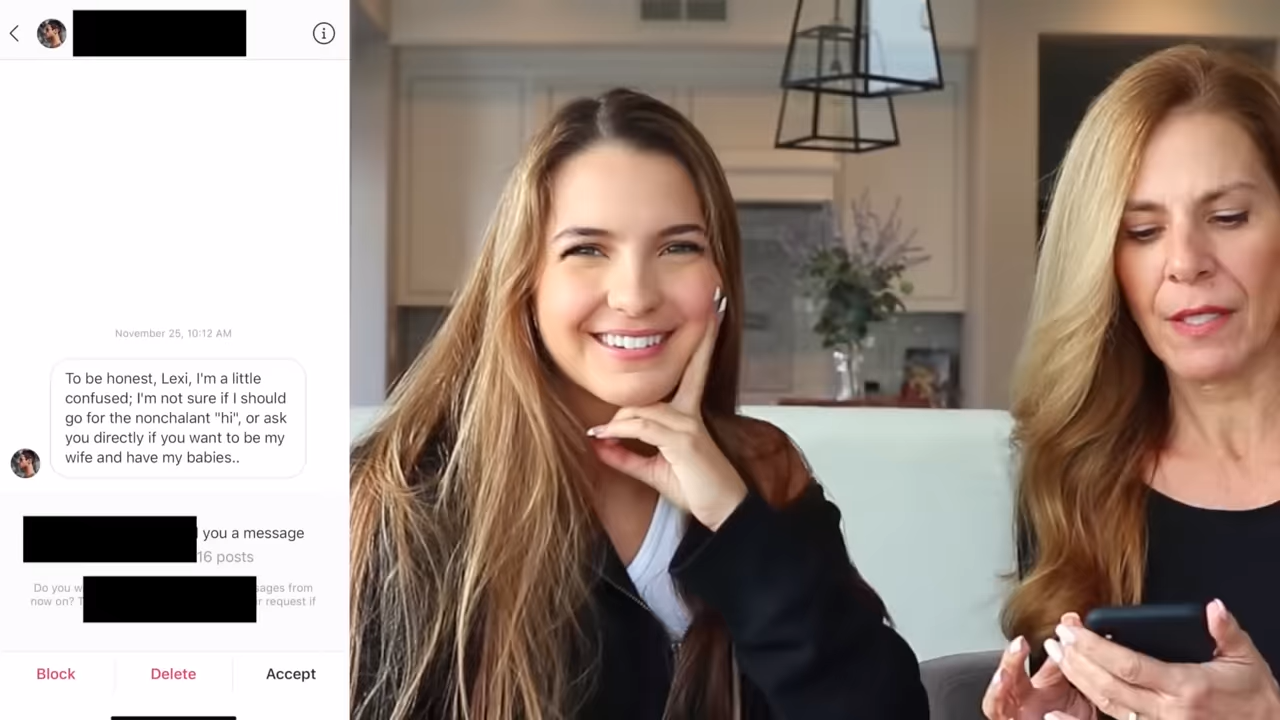 November 25, 10:12 AM
To be honest, Lexi, I'm a little
confused; I'm not sure if I should
go for the nonchalant "hi", or ask
you directly if you want to be my
wife and have my babies..
you a message
16 posts
Do you
from
now on?
request if
Block
Delete
Accept